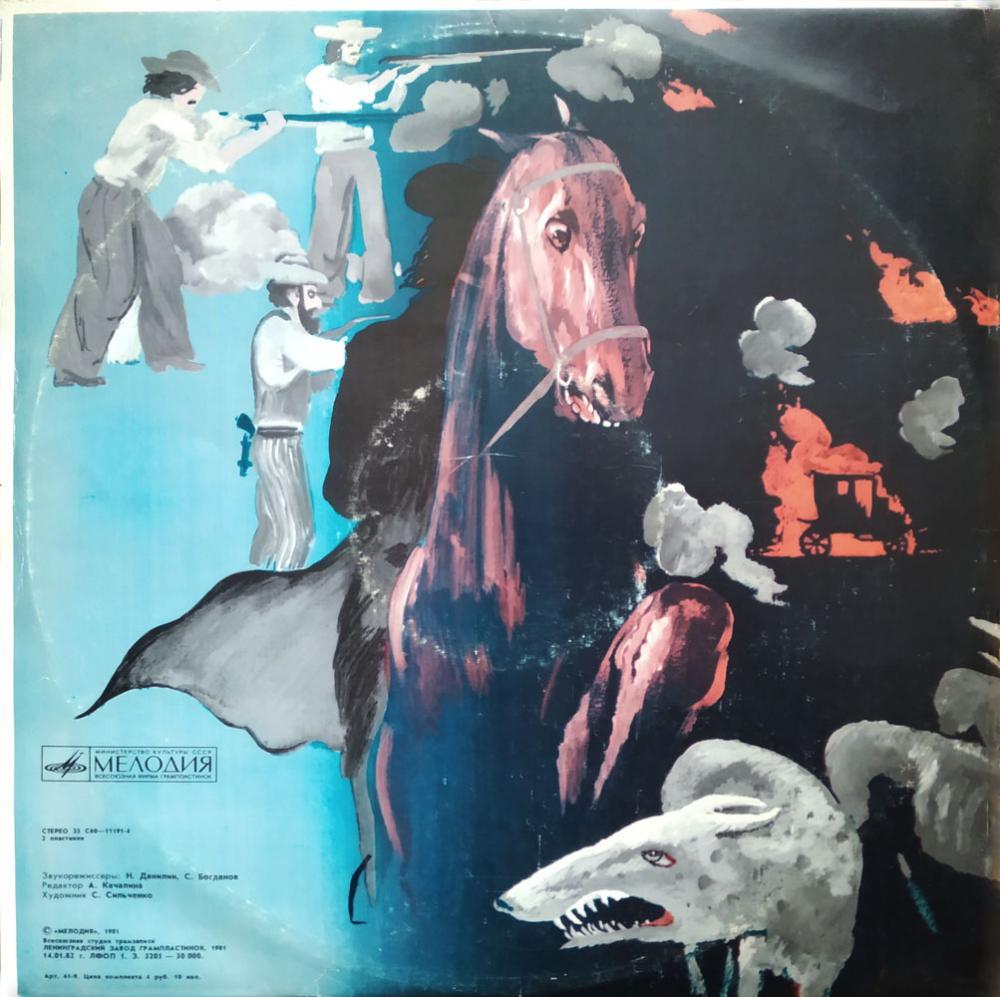 МИНИСТЕРСТВО КУЛЬТУРЫ СССР
МЕЛОДИЯ
ВСЕСОЮЗНАЯ ФИРМА ГРАМПЛАСТИНОК
СТЕРЕО 33 С60—11191-4
2 пластинки
Звукорежиссеры: Н. Данилин, С. Богданов
Редактор А. Качалина
Художник С. Сильченко
© «МЕЛОДИЯ», 1981
Всесоюзная студия грамзаписи
ЛЕНИНГРАДСКИЙ ЗАВОД ГРАМПЛАСТИНОК, 1981
14.01.82 г. ЛФОП 1. З. 3205 — 30 000.
Арт. 61-9. Цена комплекта 4 руб. 10 коп.